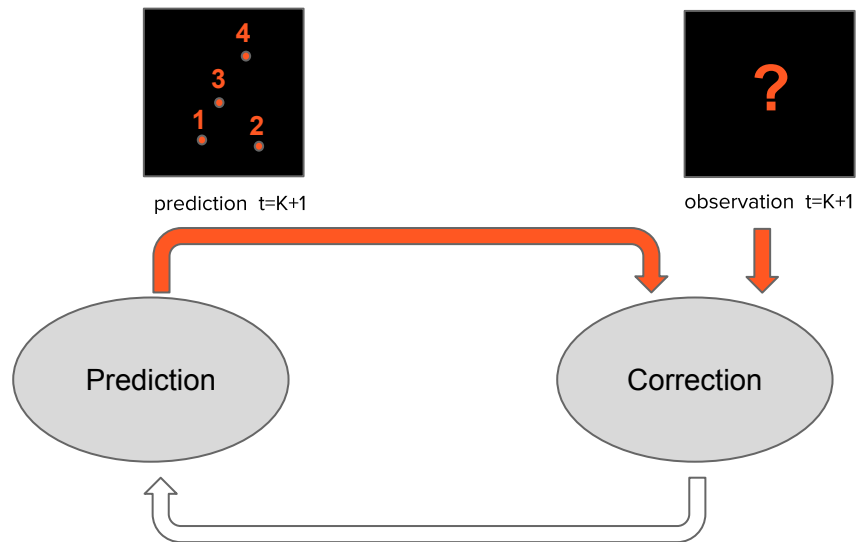 4
3
1
2
?
prediction t=K+1
observation t=K+1
Prediction
Correction